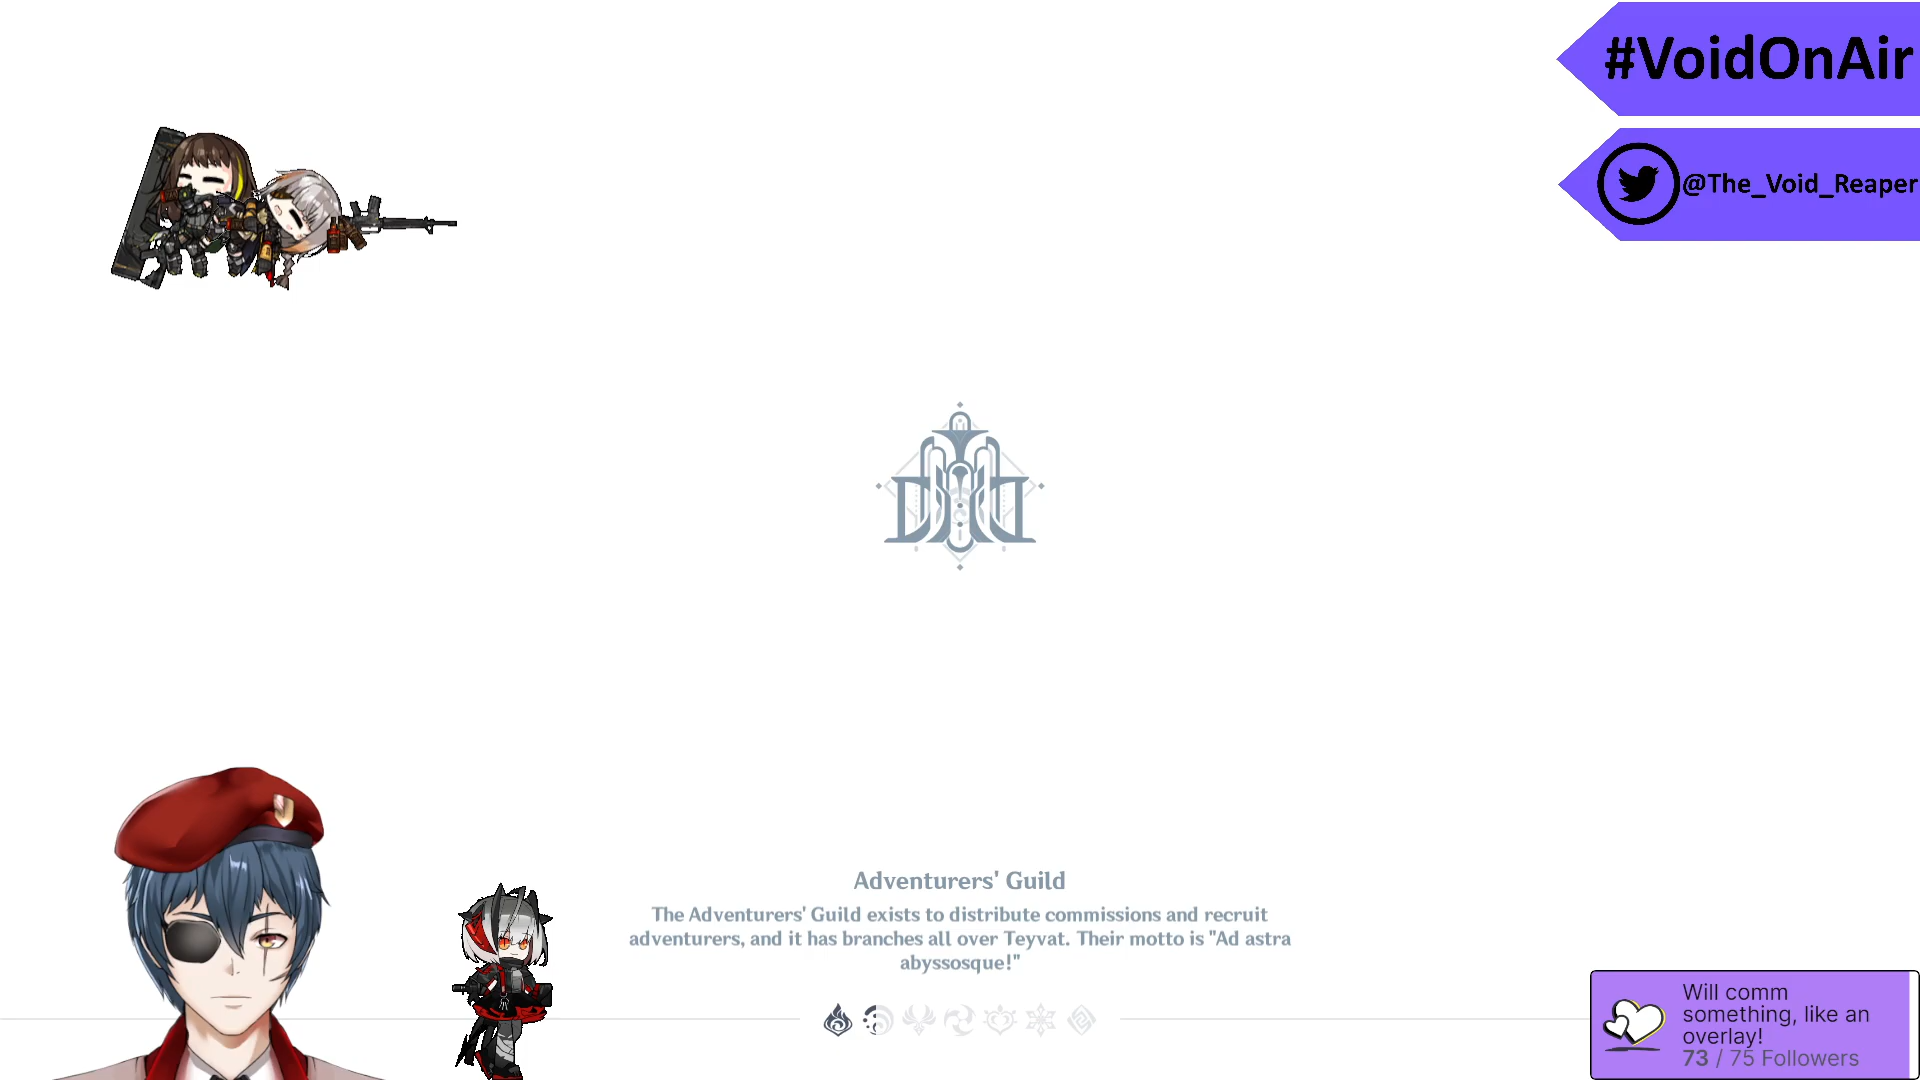 #VoidOnAir
@The_Void_Reaper
Adventurers' Guild
The Adventurers' Guild exists to distribute commissions and recruit
adventurers, and it has branches all over Teyvat. Their motto is "Ad astra
abyssosque!"
Will comm
something, like an
overlay!
73 / 75 Followers